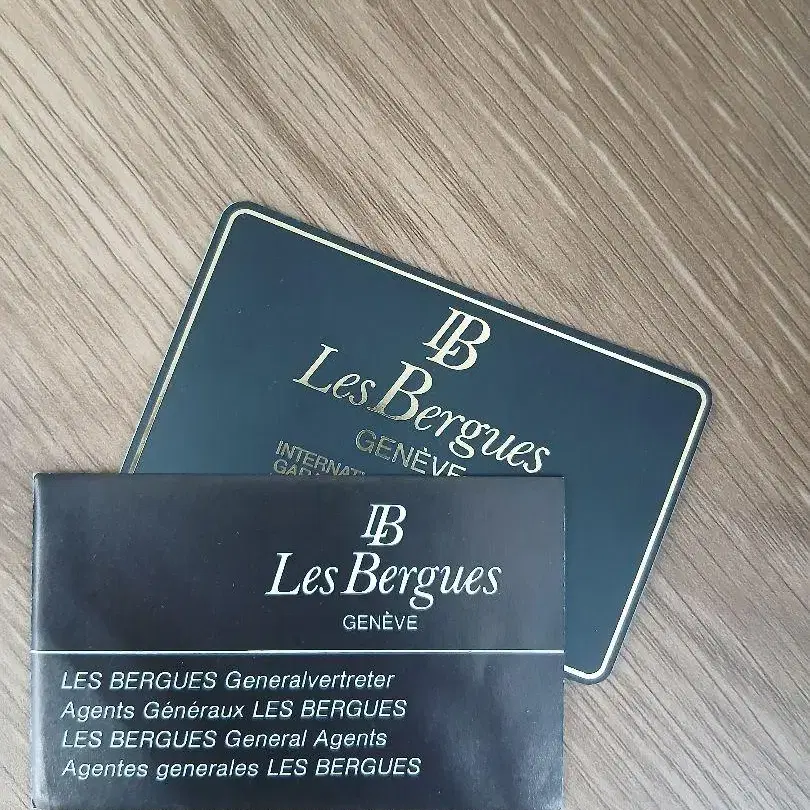 LB
Les Bergues
GENÈVE
LB
Les Bergues
GENÈVE
LES BERGUES Generalvertreter
Agents Généraux LES BERGUES
LES BERGUES General Agents
Agentes generales LES BERGUES